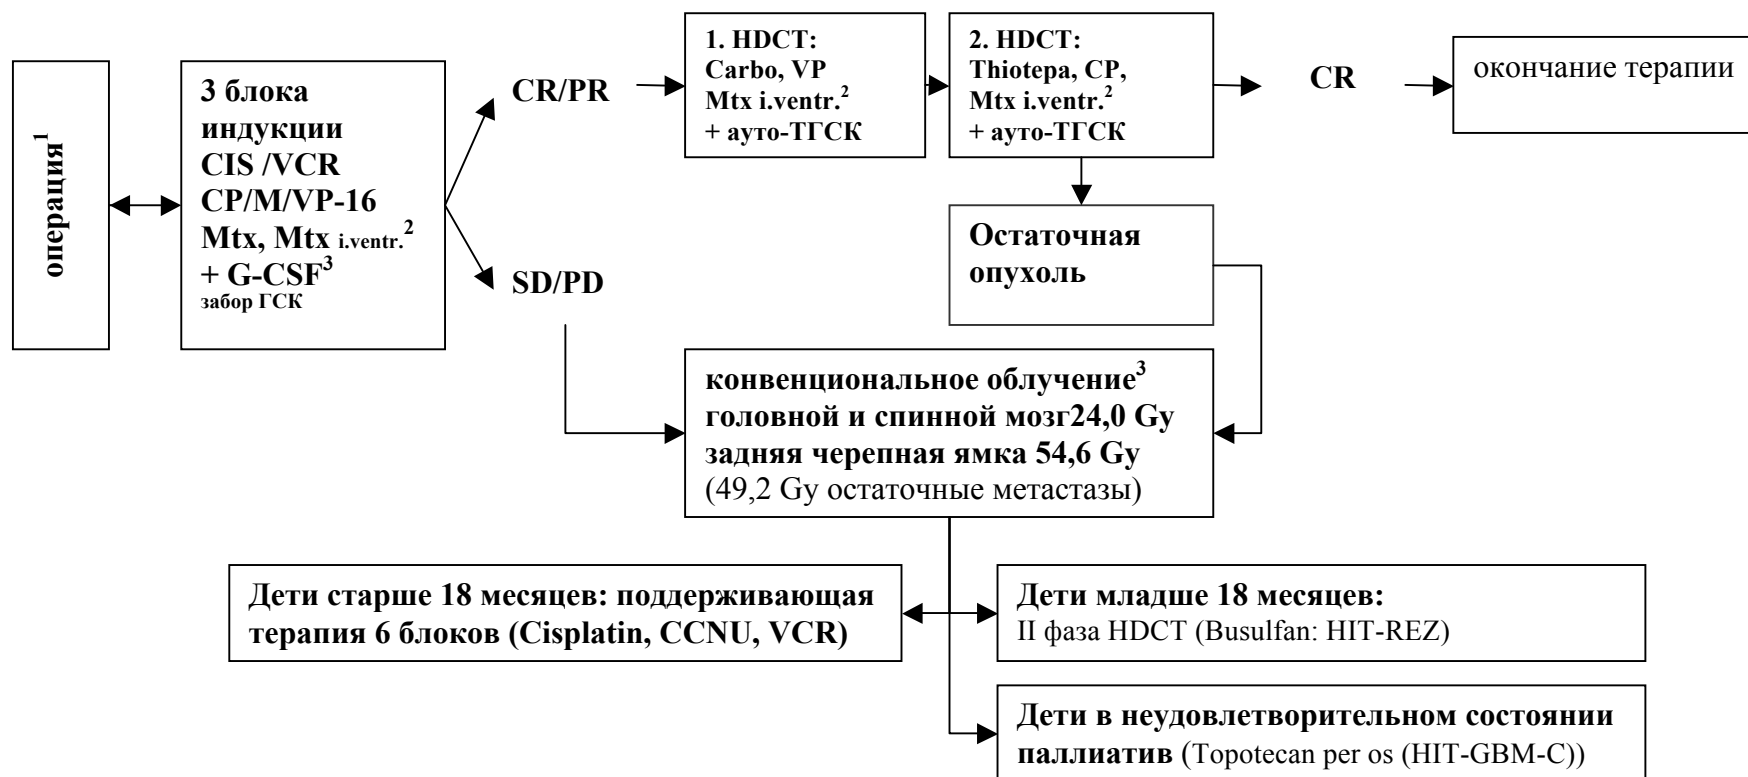 операция¹
3 блока
индукции
CIS /VCR
CP/M/VP-16
Mtx, Mtx i.ventr.²
+ G-CSF³
забор ГСК
CR/PR
SD/PD
1. HDCT:
Carbo, VP
Mtx i.ventr.²
+ ауто-ТГСК
2. HDCT:
Thiotepa, CP,
Mtx i.ventr.²
+ ауто-ТГСК
CR
окончание терапии
Остаточная
опухоль
конвенциональное облучение³
головной и спинной мозг24,0 Gy
задняя черепная ямка 54,6 Gy
(49,2 Gy остаточные метастазы)
Дети старше 18 месяцев: поддерживающая
терапия 6 блоков (Cisplatin, CCNU, VCR)
Дети младше 18 месяцев:
II фаза HDCT (Busulfan: HIT-REZ)
Дети в неудовлетворительном состоянии
паллиатив (Topotecan per os (HIT-GBM-C))